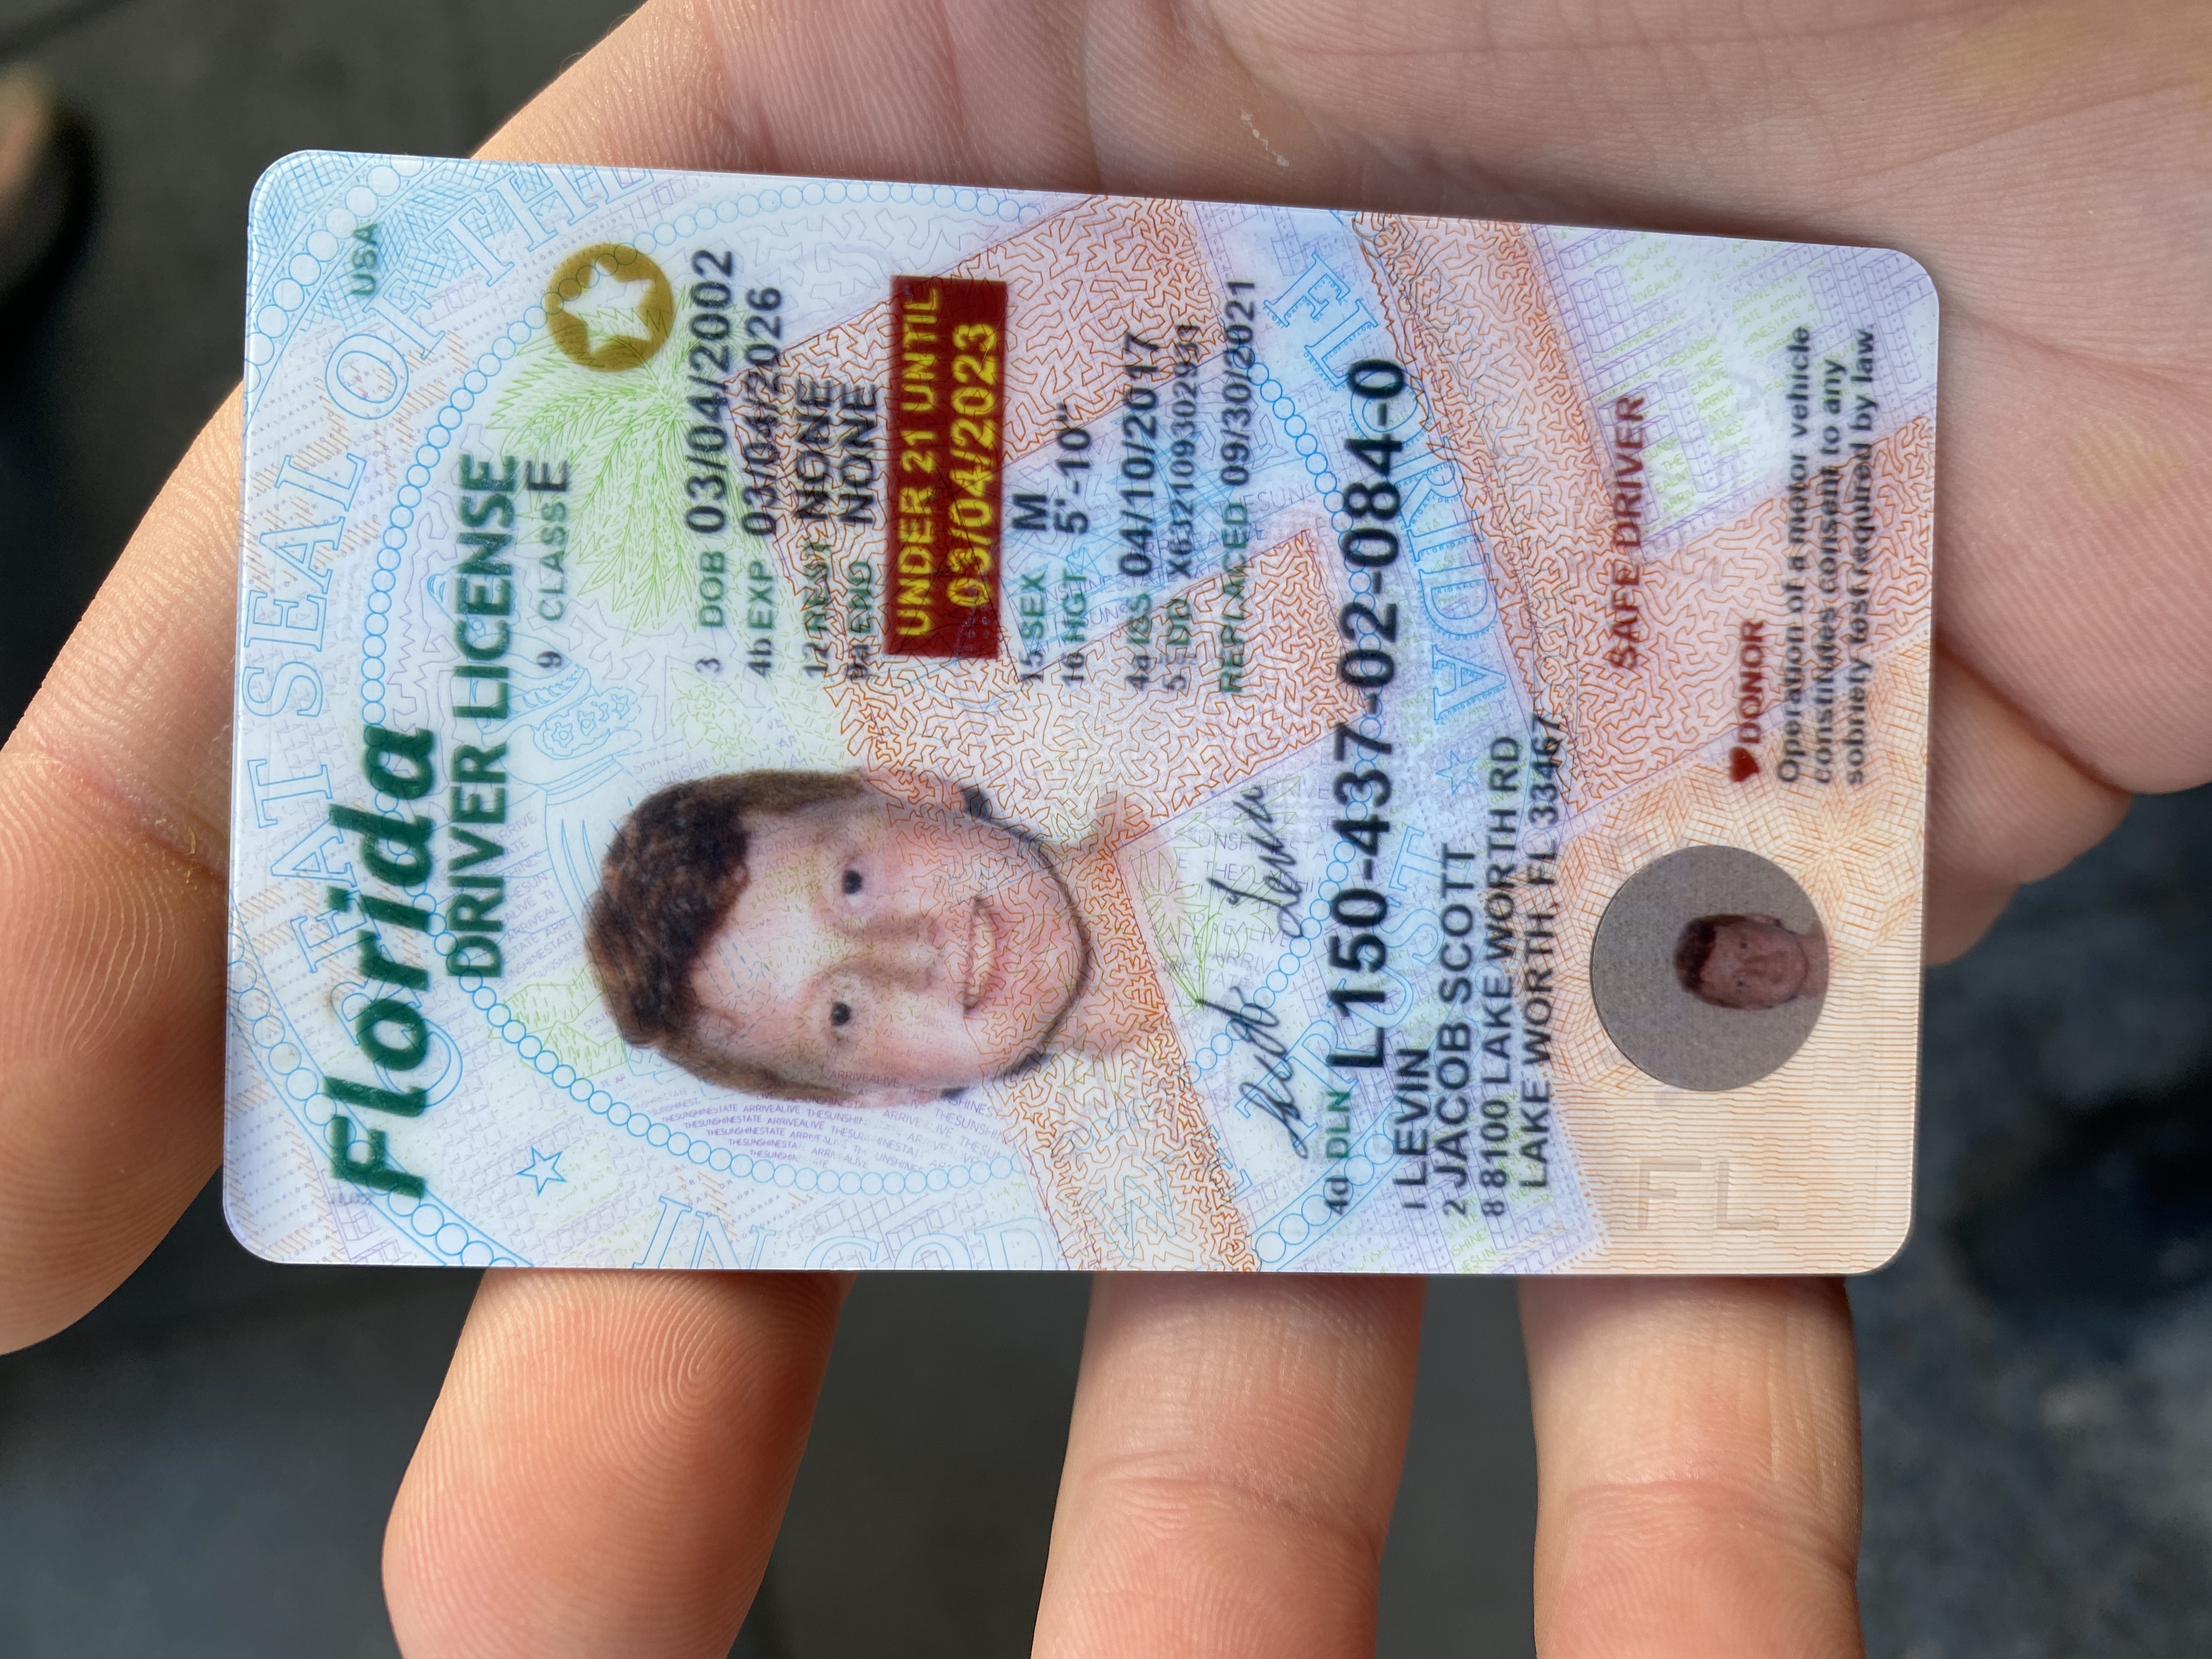 USA
Florida
DRIVER LICENSE
9 CLASS E
3 DOB 03/04/2002
4b EXP 03/04/2026
12 REST NONE
9a END NONE
UNDER 21 UNTIL
03/04/2023
15 SEX M
16 HGT 5'-10"
4a ISS 04/10/2017
5 DD
REPLACED 09/30/2021
4d DLN L150-437-02-084-0
1 LEVIN
2 JACOB SCOTT
8 8100 LAKE WORTH RD
LAKE WORTH, FL 33467
SAFE DRIVER
DONOR
Operation of a motor vehicle
constitutes consent to any
sobriety test required by law.
FL